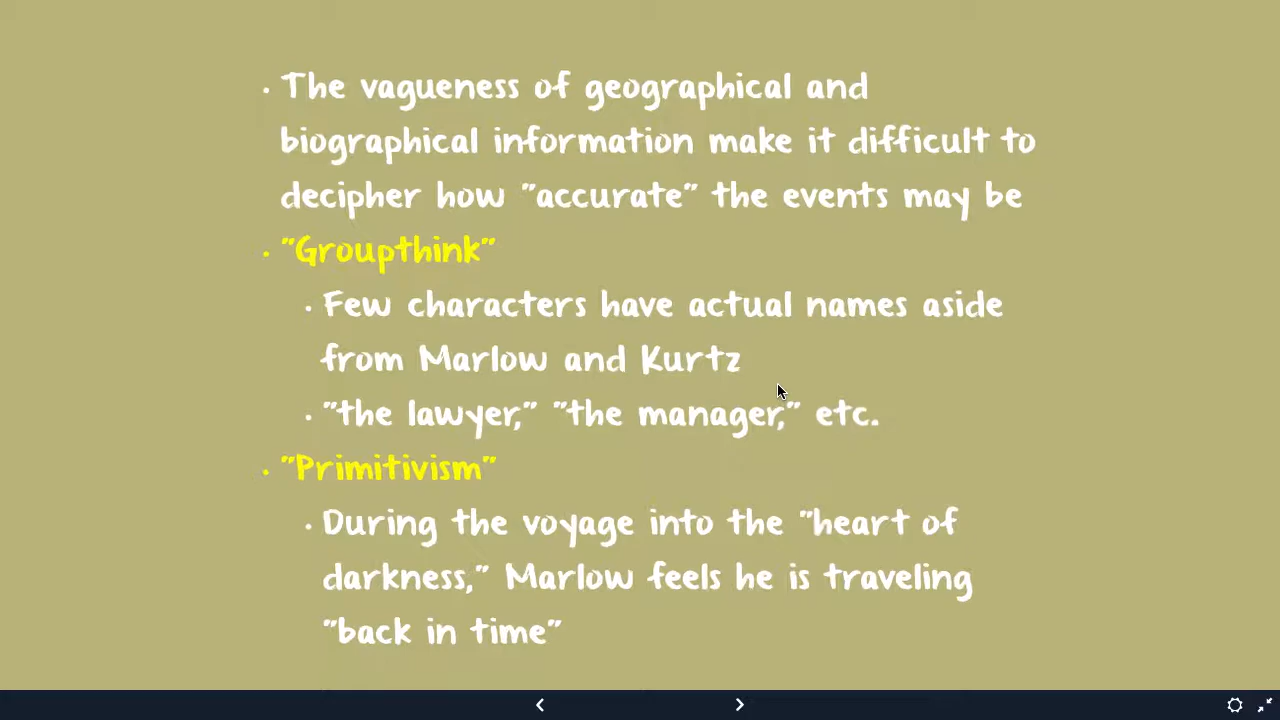 • The vagueness of geographical and
biographical information make it difficult to
decipher how "accurate" the events may be
• "Groupthink"
• Few characters have actual names aside
from Marlow and Kurtz
• "the lawyer," "the manager," etc.
• "Primitivism"
• During the voyage into the "heart of
darkness," Marlow feels he is traveling
"back in time"